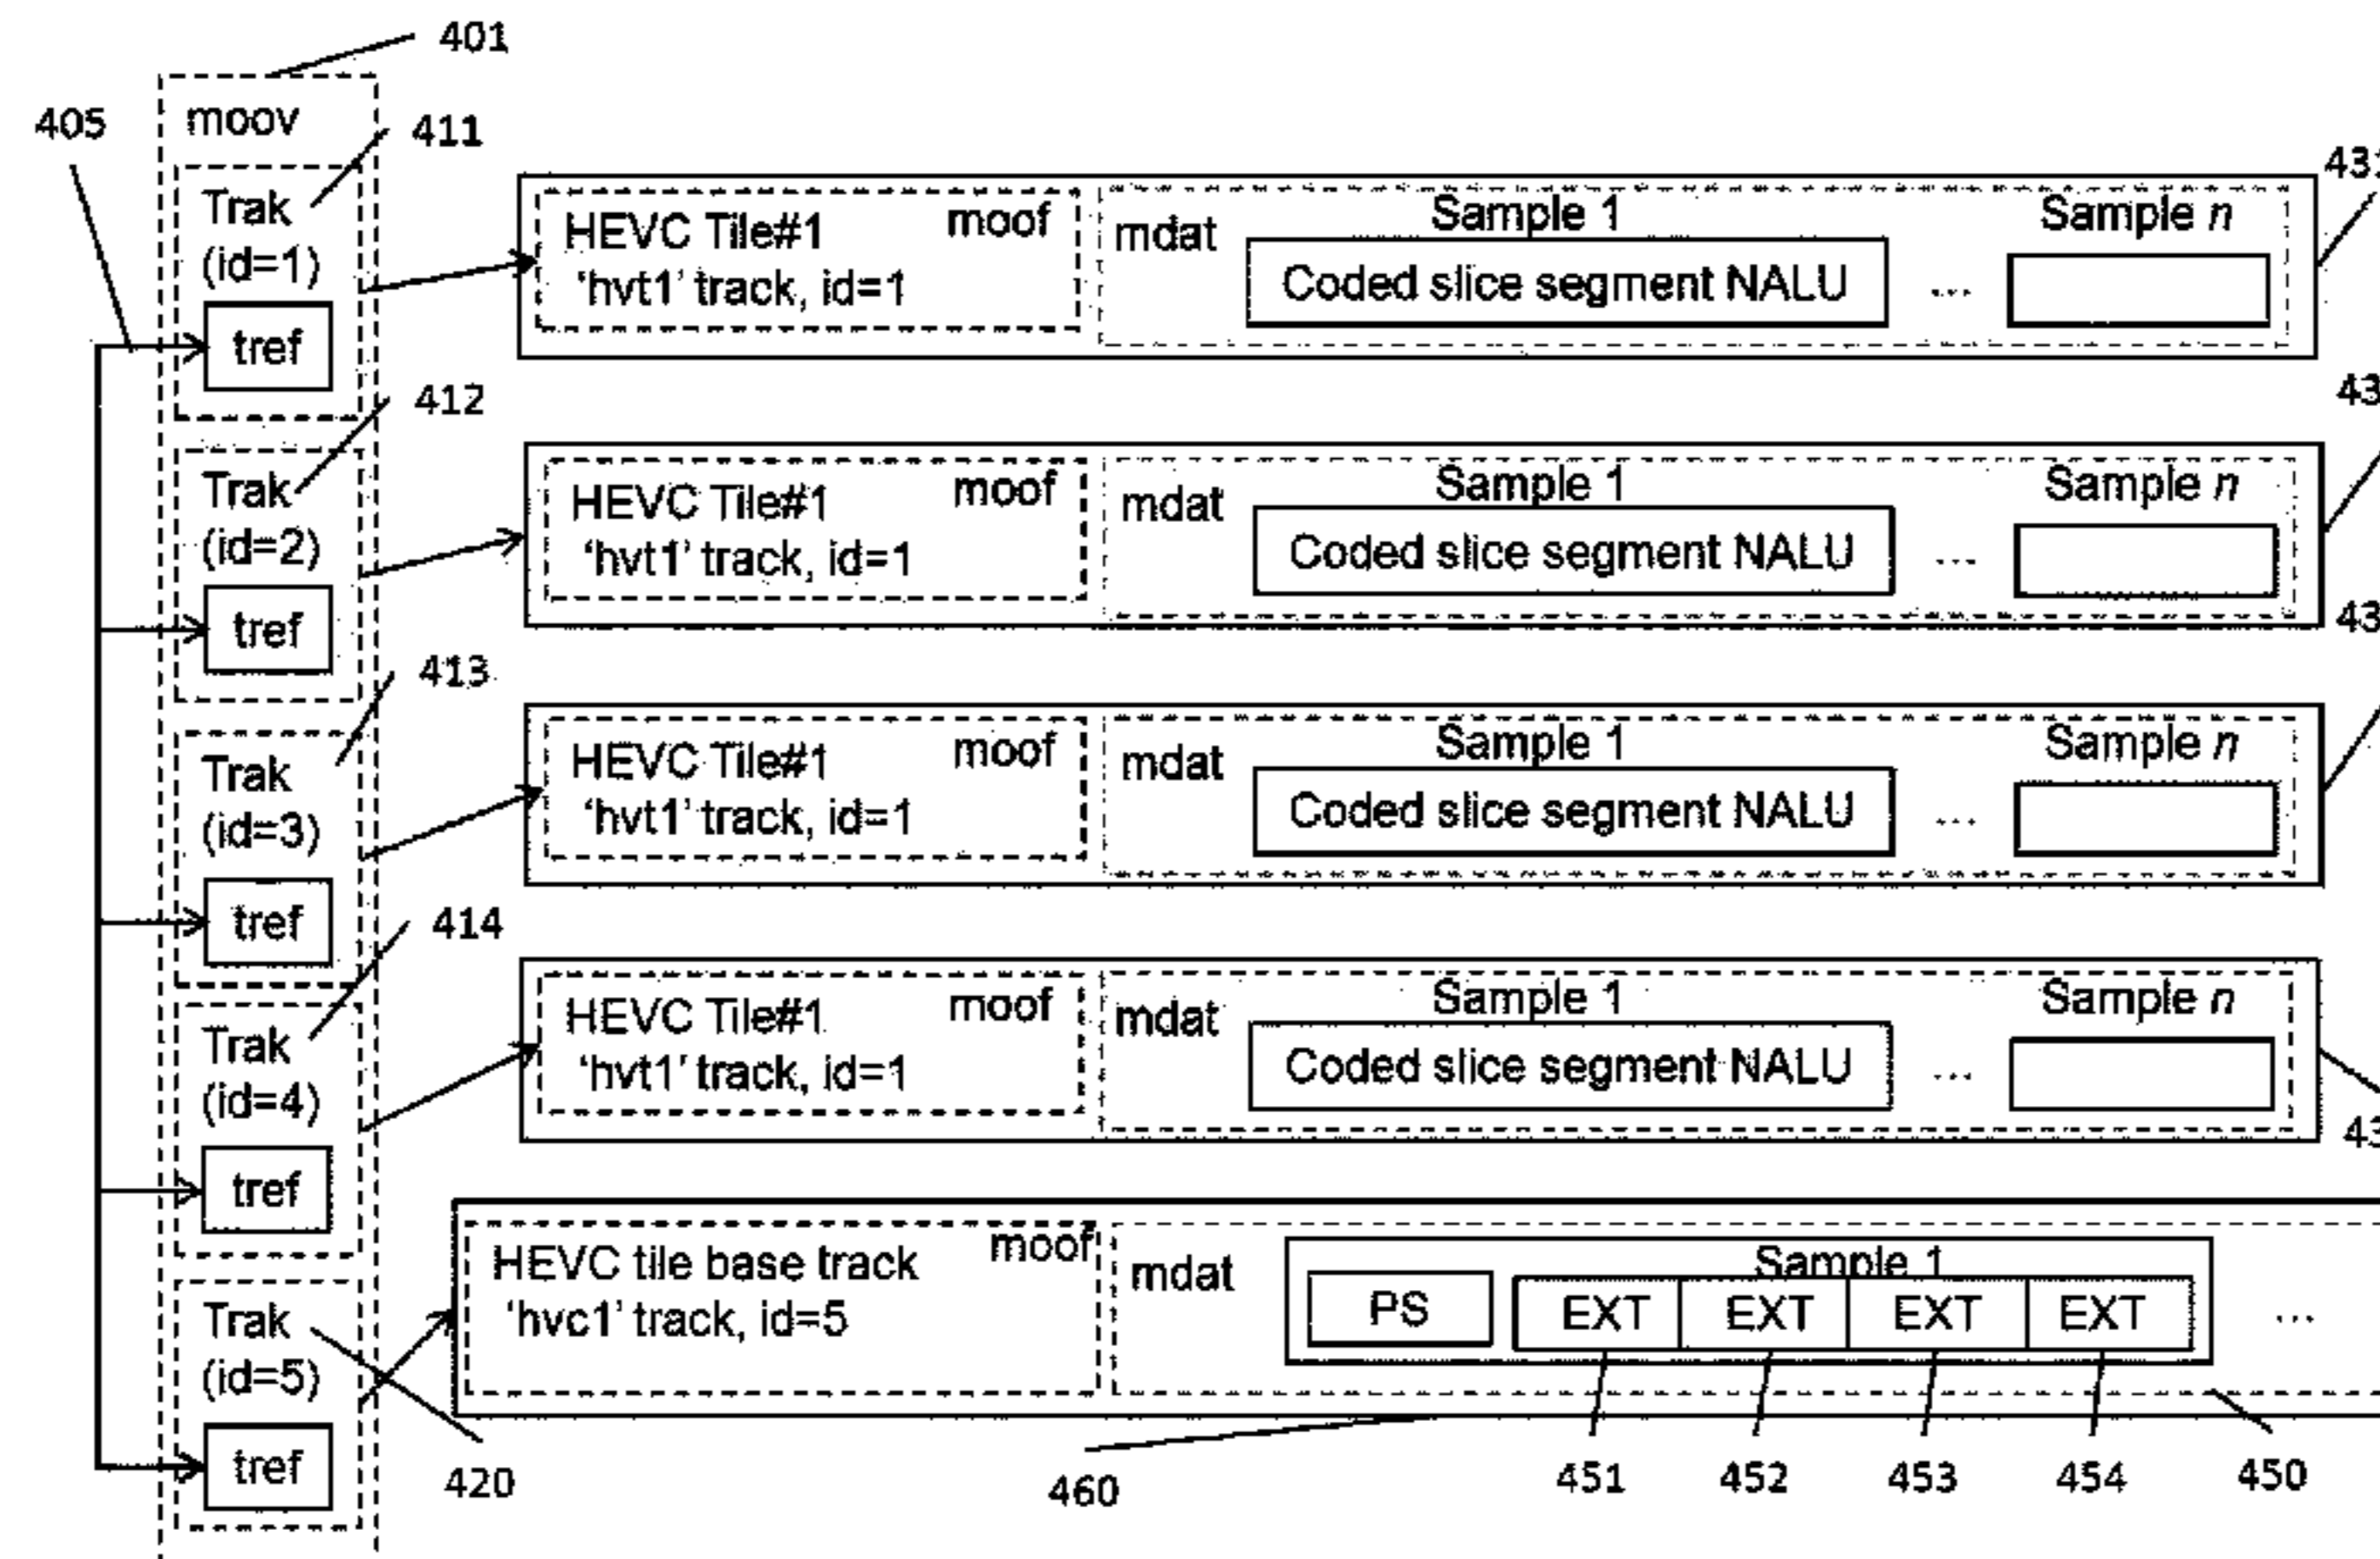 401
405
moov
411
Trak
(id=1)
tref
HEVC Tile#1
moof
'hvt1' track, id=1
mdat
Sample 1
Coded slice segment NALU
...
Sample n
412
Trak
(id=2)
tref
HEVC Tile#1
moof
'hvt1' track, id=1
mdat
Sample 1
Coded slice segment NALU
...
Sample n
413
Trak
(id=3)
tref
HEVC Tile#1
moof
'hvt1' track, id=1
mdat
Sample 1
Coded slice segment NALU
...
Sample n
414
Trak
(id=4)
tref
HEVC Tile#1
moof
'hvt1' track, id=1
mdat
Sample 1
Coded slice segment NALU
...
Sample n
Trak
(id=5)
tref
HEVC tile base track
moof
'hvc1' track, id=5
mdat
Sample 1
PS
EXT
EXT
EXT
EXT
...
420
460
451
452
453
454
450